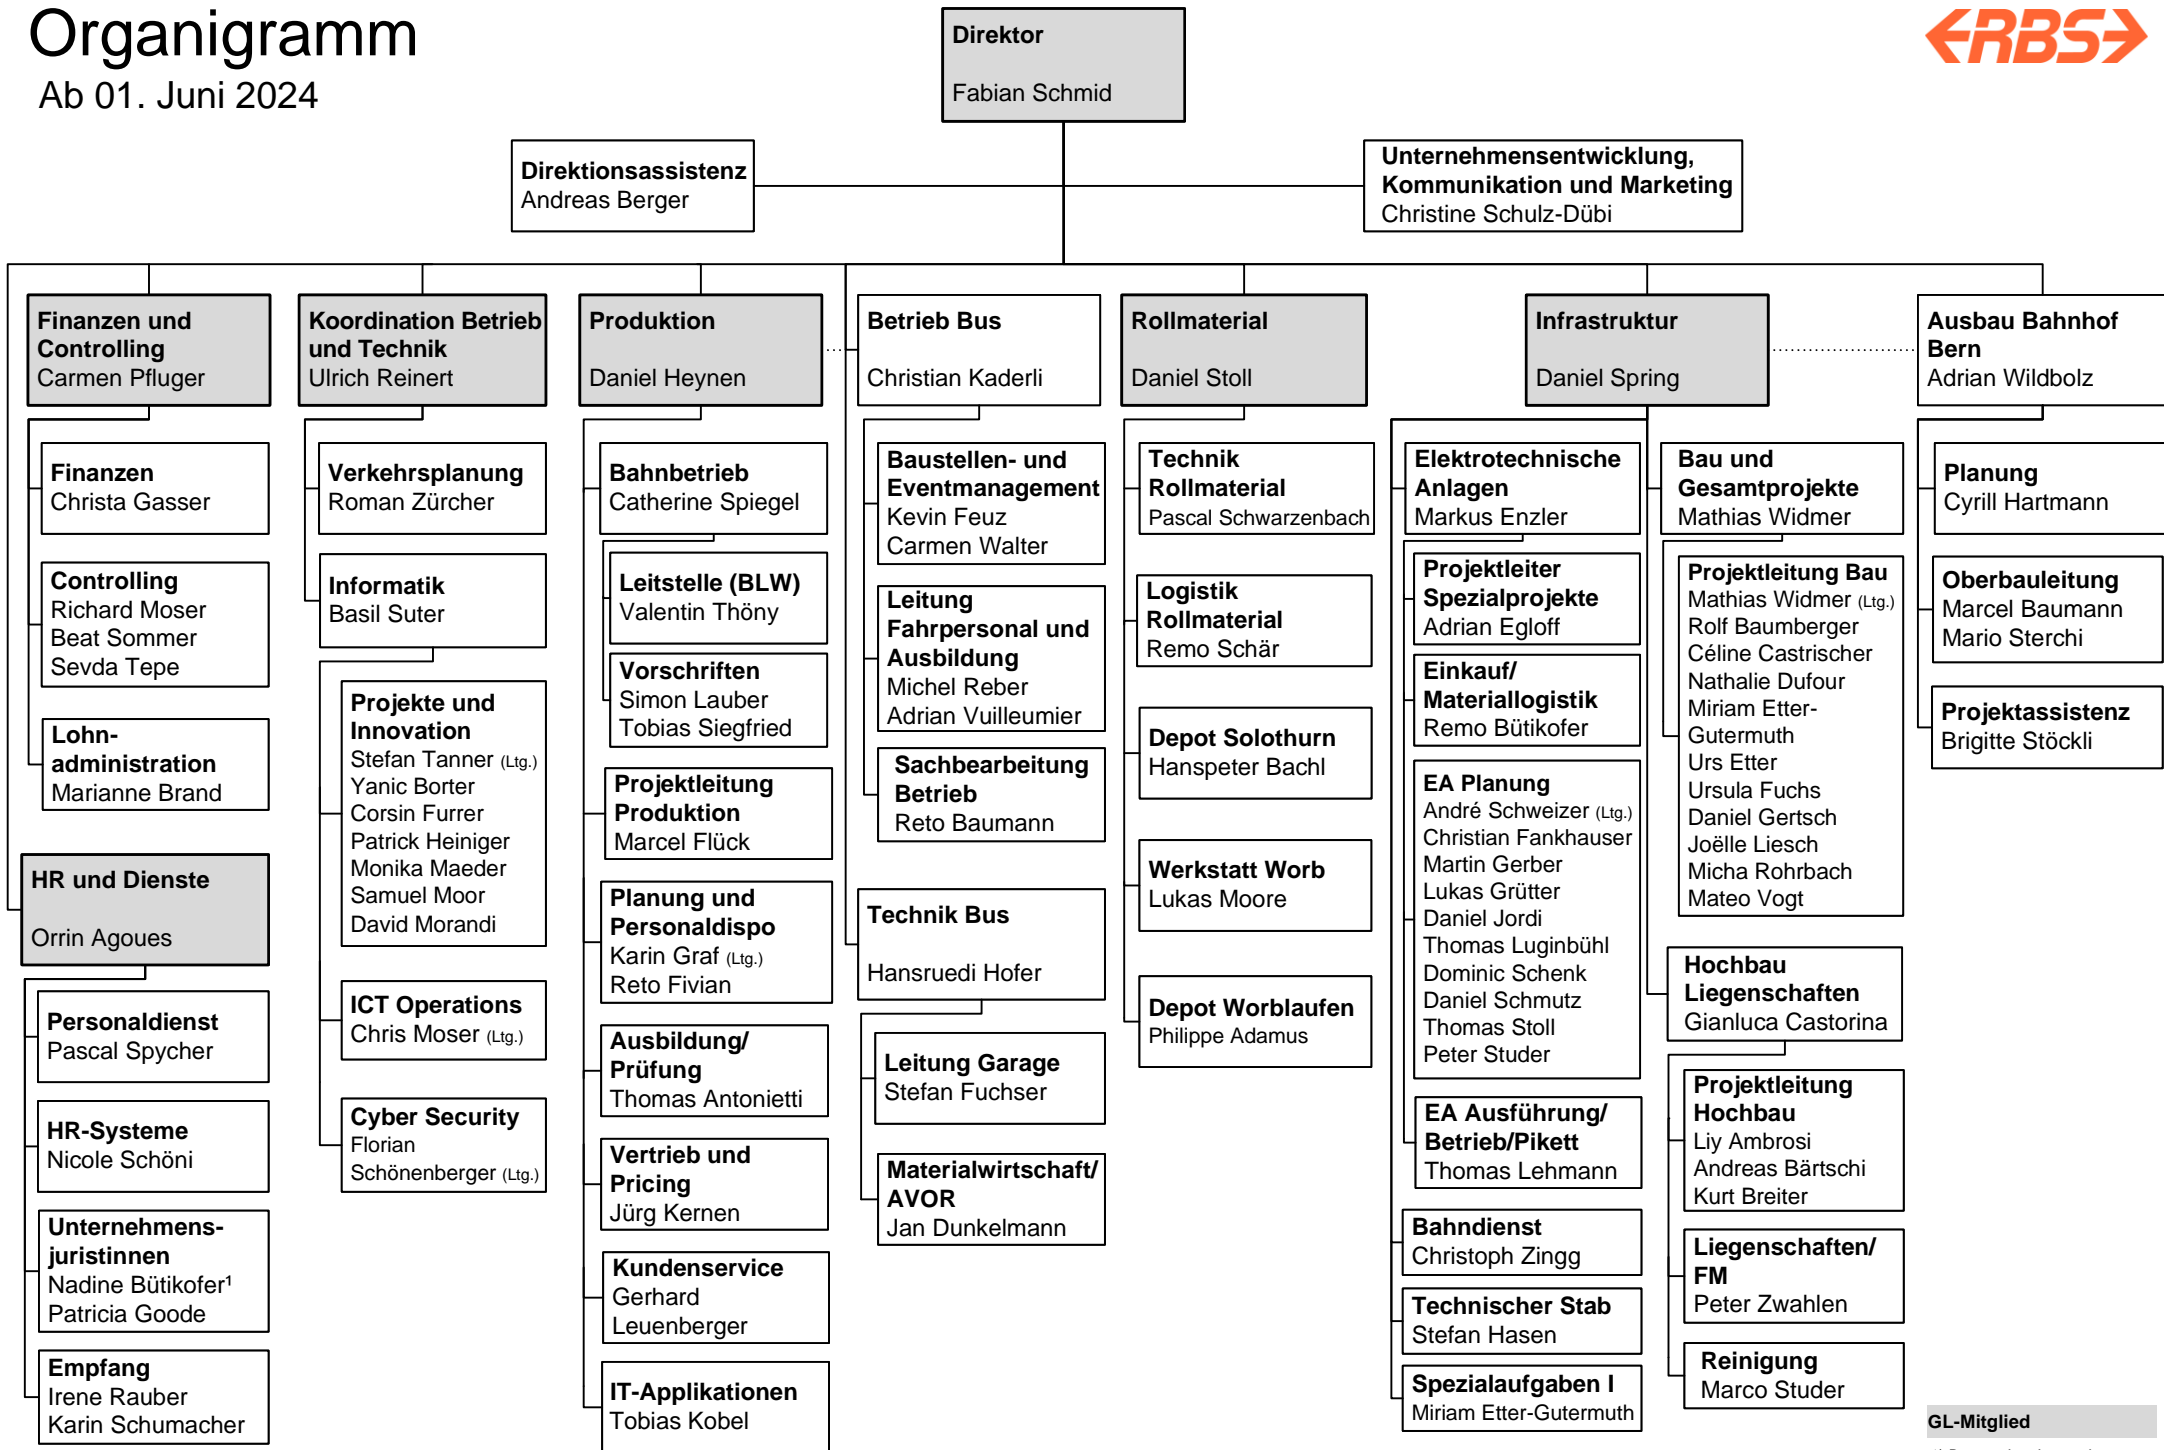 Organigramm
Ab 01. Juni 2024
RBS
Direktor
Fabian Schmid
Direktionsassistenz
Andreas Berger
Unternehmensentwicklung,
Kommunikation und Marketing
Christine Schulz-Dübi
Finanzen und
Controlling
Carmen Pfluger
Finanzen
Christa Gasser
Controlling
Richard Moser
Beat Sommer
Sevda Tepe
Lohn-
administration
Marianne Brand
HR und Dienste
Orrin Agoues
Personaldienst
Pascal Spycher
HR-Systeme
Nicole Schöni
Unternehmens-
juristinnen
Nadine Bütikofer¹
Patricia Goode
Empfang
Irene Rauber
Karin Schumacher
Koordination Betrieb
und Technik
Ulrich Reinert
Verkehrsplanung
Roman Zürcher
Informatik
Basil Suter
Projekte und
Innovation
Stefan Tanner (Ltg.)
Yanic Borter
Corsin Furrer
Patrick Heiniger
Monika Maeder
Samuel Moor
David Morandi
ICT Operations
Chris Moser (Ltg.)
Cyber Security
Florian
Schönenberger (Ltg.)
Produktion
Daniel Heynen
Bahnbetrieb
Catherine Spiegel
Leitstelle (BLW)
Valentin Thöny
Vorschriften
Simon Lauber
Tobias Siegfried
Projektleitung
Produktion
Marcel Flück
Planung und
Personaldispo
Karin Graf (Ltg.)
Reto Fivian
Ausbildung/
Prüfung
Thomas Antonietti
Vertrieb und
Pricing
Jürg Kernen
Kundenservice
Gerhard
Leuenberger
IT-Applikationen
Tobias Kobel
Betrieb Bus
Christian Kaderli
Baustellen- und
Eventmanagement
Kevin Feuz
Carmen Walter
Leitung
Fahrpersonal und
Ausbildung
Michel Reber
Adrian Vuilleumier
Sachbearbeitung
Betrieb
Reto Baumann
Technik Bus
Hansruedi Hofer
Leitung Garage
Stefan Fuchser
Materialwirtschaft/
AVOR
Jan Dunkelmann
Rollmaterial
Daniel Stoll
Technik
Rollmaterial
Pascal Schwarzenbach
Logistik
Rollmaterial
Remo Schär
Depot Solothurn
Hanspeter Bachl
Werkstatt Worb
Lukas Moore
Depot Worblaufen
Philippe Adamus
Infrastruktur
Daniel Spring
Elektrotechnische
Anlagen
Markus Enzler
Projektleiter
Spezialprojekte
Adrian Egloff
Einkauf/
Materiallogistik
Remo Bütikofer
EA Planung
André Schweizer (Ltg.)
Christian Fankhauser
Martin Gerber
Lukas Grütter
Daniel Jordi
Thomas Luginbühl
Dominic Schenk
Daniel Schmutz
Thomas Stoll
Peter Studer
EA Ausführung/
Betrieb/Pikett
Thomas Lehmann
Bahndienst
Christoph Zingg
Technischer Stab
Stefan Hasen
Spezialaufgaben I
Miriam Etter-Gutermuth
Bau und
Gesamtprojekte
Mathias Widmer
Projektleitung Bau
Mathias Widmer (Ltg.)
Rolf Baumberger
Céline Castrischer
Nathalie Dufour
Miriam Etter-
Gutermuth
Urs Etter
Ursula Fuchs
Daniel Gertsch
Joëlle Liesch
Micha Rohrbach
Mateo Vogt
Hochbau
Liegenschaften
Gianluca Castorina
Projektleitung
Hochbau
Liy Ambrosi
Andreas Bärtschi
Kurt Breiter
Liegenschaften/
FM
Peter Zwahlen
Reinigung
Marco Studer
Ausbau Bahnhof
Bern
Adrian Wildbolz
Planung
Cyrill Hartmann
Oberbauleitung
Marcel Baumann
Mario Sterchi
Projektassistenz
Brigitte Stöckli
GL-Mitglied